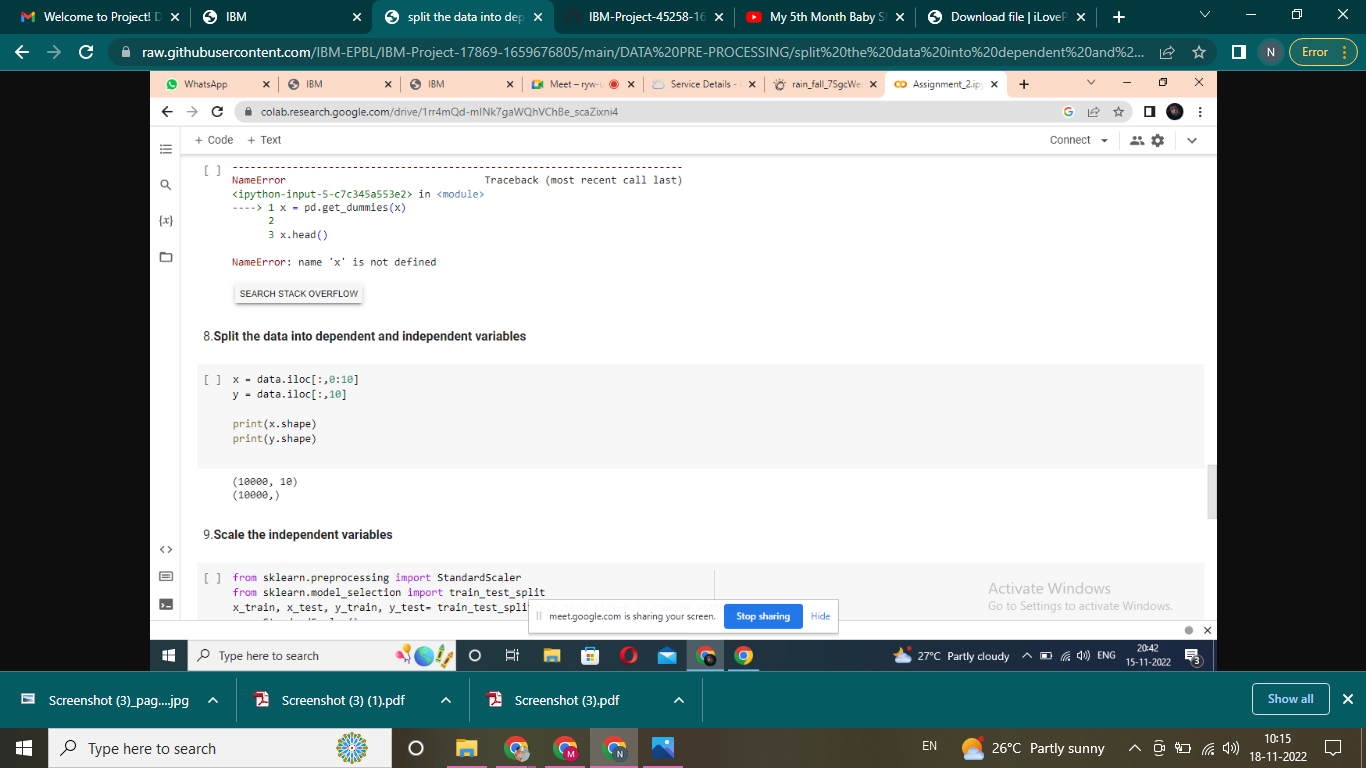 Welcome to Project! D
IBM
split the data into dep
IBM-Project-45258-16
My 5th Month Baby S
Download file | iLoveP
raw.githubusercontent.com/IBM-EPBL/IBM-Project-17869-1659676805/main/DATA%20PRE-PROCESSING/split%20the%20data%20into%20dependent%20and%2...
N
Error
WhatsApp
IBM
IBM
Meet – ryw-
Service Details -
rain_fall_7SgcWe
Assignment_2.ip
colab.research.google.com/drive/1rr4mQd-mINk7gaWQhVChBe_scaZixni4
+ Code + Text
Connect
[ ] ---------------------------------------------------------------------------
NameError Traceback (most recent call last)
<ipython-input-5-c7c345a553e2> in <module>
----> 1 x = pd.get_dummies(x)
2
3 x.head()
NameError: name 'x' is not defined
SEARCH STACK OVERFLOW
8.Split the data into dependent and independent variables
[ ] x = data.iloc[:,0:10]
y = data.iloc[:,10]
print(x.shape)
print(y.shape)
(10000, 10)
(10000,)
9.Scale the independent variables
[ ] from sklearn.preprocessing import StandardScaler
from sklearn.model_selection import train_test_split
x_train, x_test, y_train, y_test= train_test_spli
Activate Windows
Go to Settings to activate Windows.
meet.google.com is sharing your screen.
Stop sharing
Hide
Type here to search
27°C Partly cloudy
ENG
20:42
15-11-2022
3
Screenshot (3)_pag....jpg
Screenshot (3) (1).pdf
Screenshot (3).pdf
Show all
Type here to search
M
N
EN
26°C Partly sunny
10:15
18-11-2022